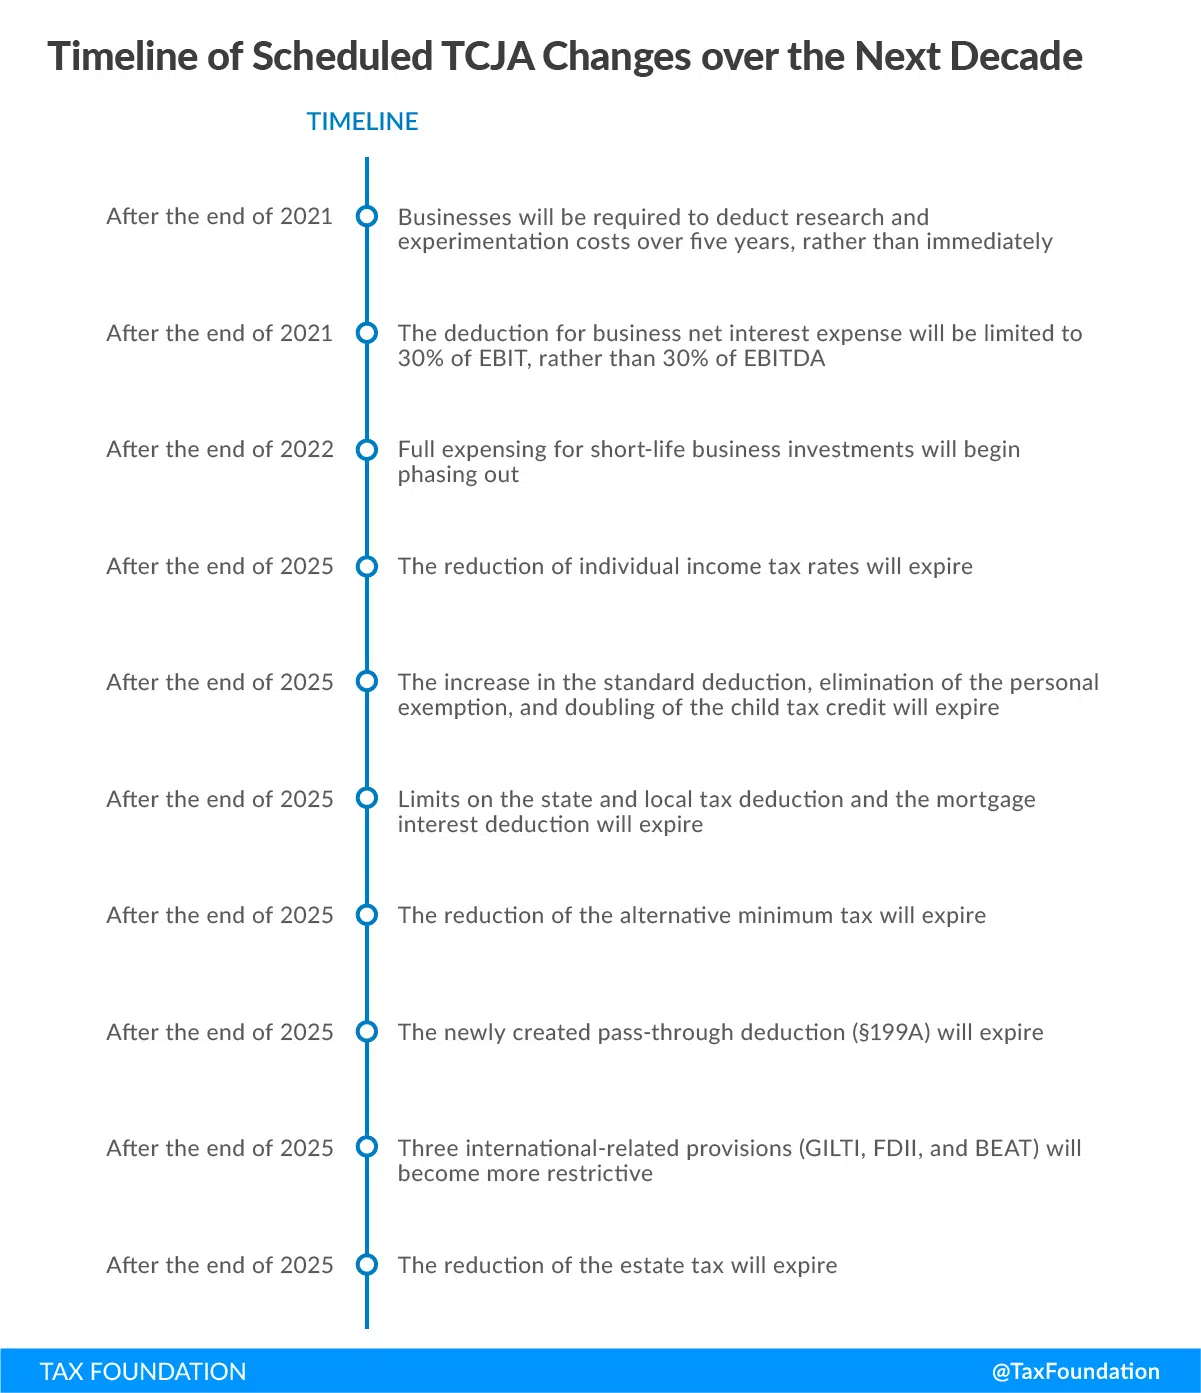 Timeline of Scheduled TCJA Changes over the Next Decade
TIMELINE
After the end of 2021
Businesses will be required to deduct research and
experimentation costs over five years, rather than immediately
After the end of 2021
The deduction for business net interest expense will be limited to
30% of EBIT, rather than 30% of EBITDA
After the end of 2022
Full expensing for short-life business investments will begin
phasing out
After the end of 2025
The reduction of individual income tax rates will expire
After the end of 2025
The increase in the standard deduction, elimination of the personal
exemption, and doubling of the child tax credit will expire
After the end of 2025
Limits on the state and local tax deduction and the mortgage
interest deduction will expire
After the end of 2025
The reduction of the alternative minimum tax will expire
After the end of 2025
The newly created pass-through deduction (§199A) will expire
After the end of 2025
Three international-related provisions (GILTI, FDII, and BEAT) will
become more restrictive
After the end of 2025
The reduction of the estate tax will expire
TAX FOUNDATION
@TaxFoundation